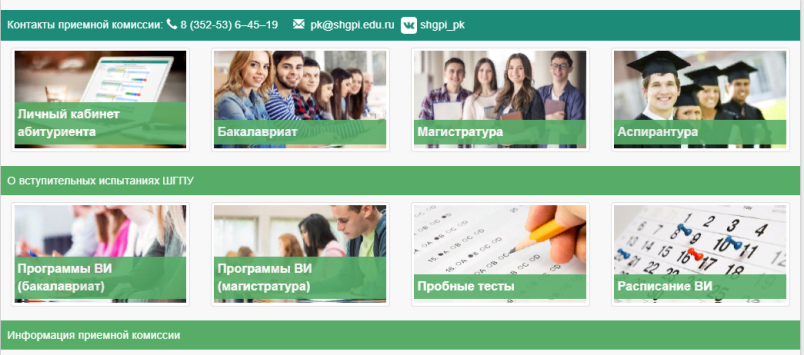 Контакты приемной комиссии: 8 (352-53) 6–45–19 pk@shgpi.edu.ru shgpi_pk
Личный кабинет
абитуриента
Бакалавриат
Магистратура
Аспирантура
О вступительных испытаниях ШГПУ
Программы ВИ
(бакалавриат)
Программы ВИ
(магистратура)
Пробные тесты
Расписание ВИ
Информация приемной комиссии